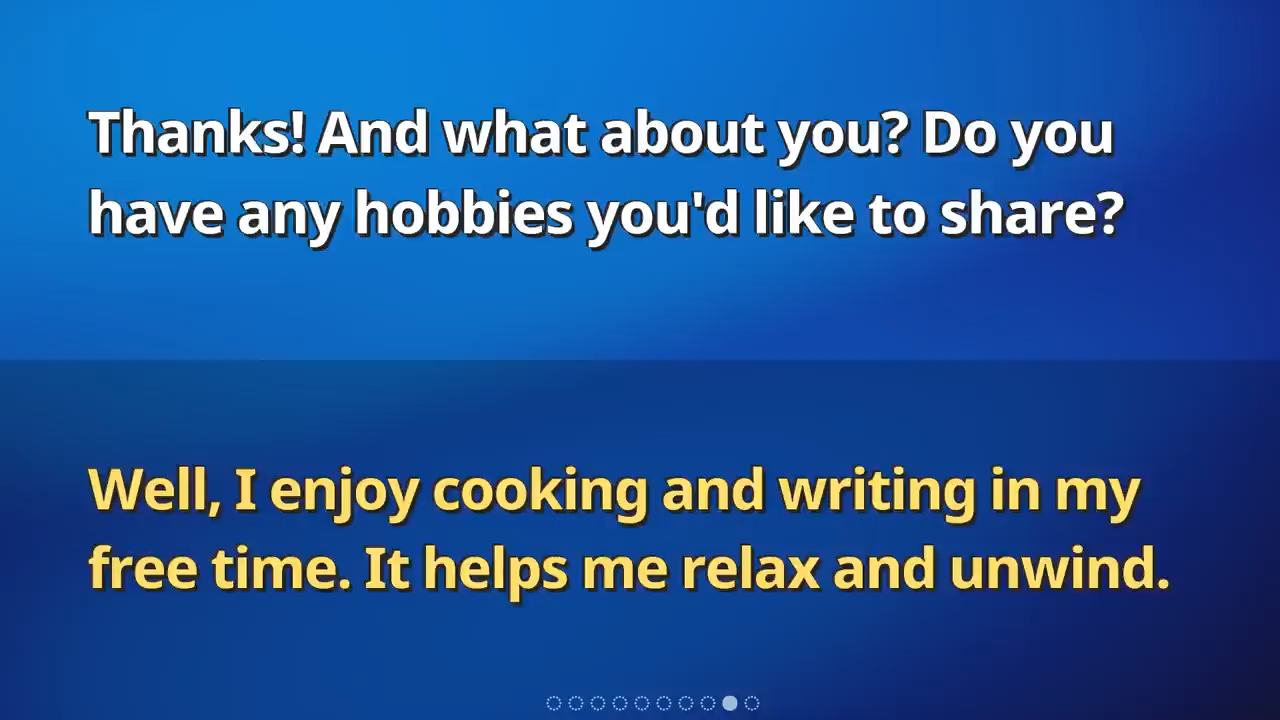 Thanks! And what about you? Do you
have any hobbies you'd like to share?
Well, I enjoy cooking and writing in my
free time. It helps me relax and unwind.